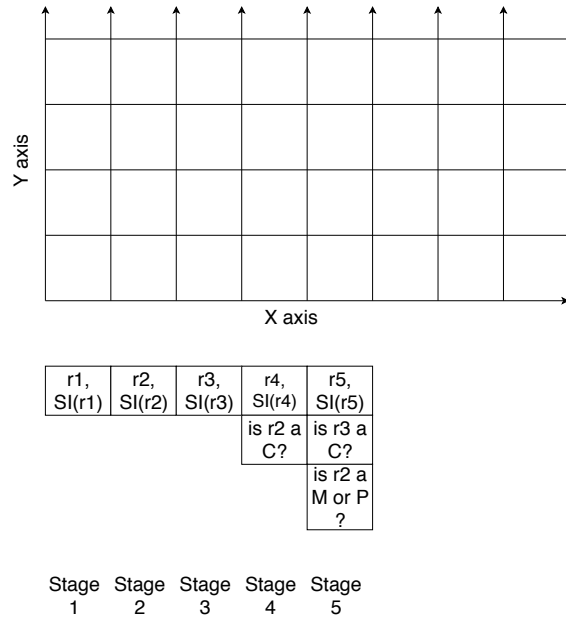 Y axis
X axis
r1,
SI(r1)
r2,
SI(r2)
r3,
SI(r3)
r4,
SI(r4)
r5,
SI(r5)
is r2 a
C?
is r3 a
C?
is r2 a
M or P
?
Stage
1
Stage
2
Stage
3
Stage
4
Stage
5